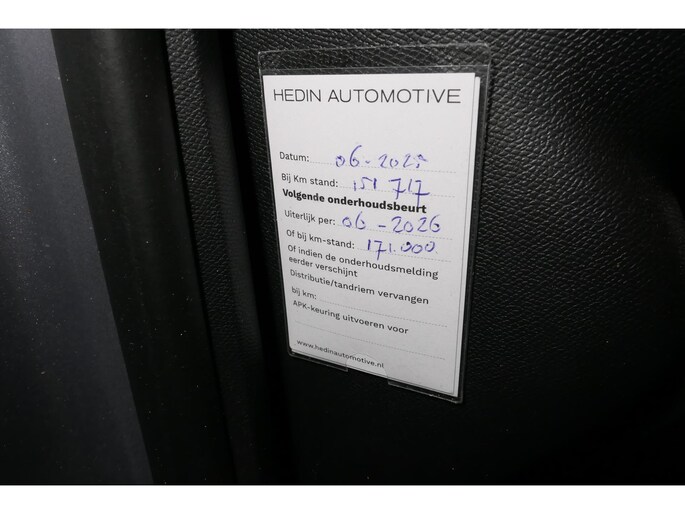 HEDIN AUTOMOTIVE
Datum: 06-2025
Bij Km stand: 151 717
Volgende onderhoudsbeurt
Uiterlijk per: 06-2026
Of bij km-stand: 171.000
Of indien de onderhoudsmelding
eerder verschijnt
Distributie/tandriem vervangen
bij km:
APK-keuring uitvoeren voor
www.hedinautomotive.nl